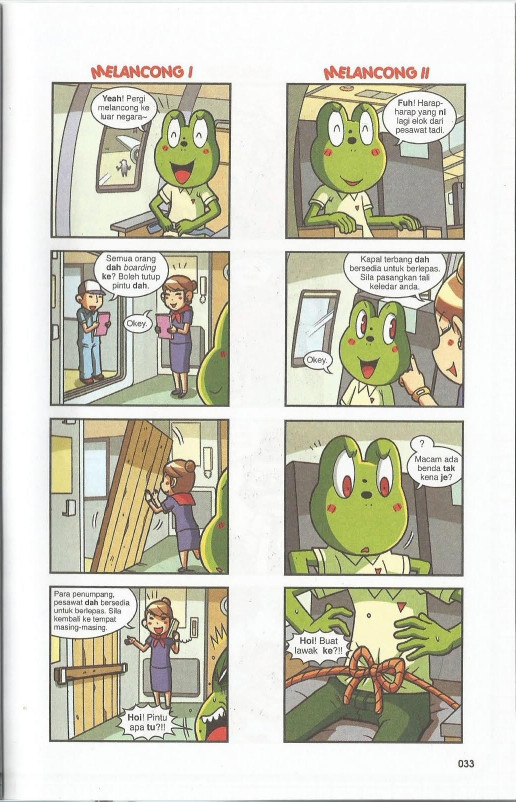 MELANCONG I
Yeah! Pergi
melancong ke
luar negara~
Semua orang
dah boarding
ke? Boleh tutup
pintu dah.
Okey.
Para penumpang,
pesawat dah bersedia
untuk berlepas. Sila
kembali ke tempat
masing-masing.
Hoi! Pintu
apa tu?!!
MELANCONG II
Fuh! Harap-
harap yang ni
lagi elok dari
pesawat tadi.
Kapal terbang dah
bersedia untuk berlepas.
Sila pasangkan tali
keledar anda.
Okey.
?
Macam ada
benda tak
kena je?
Hoi! Buat
lawak ke?!!
033